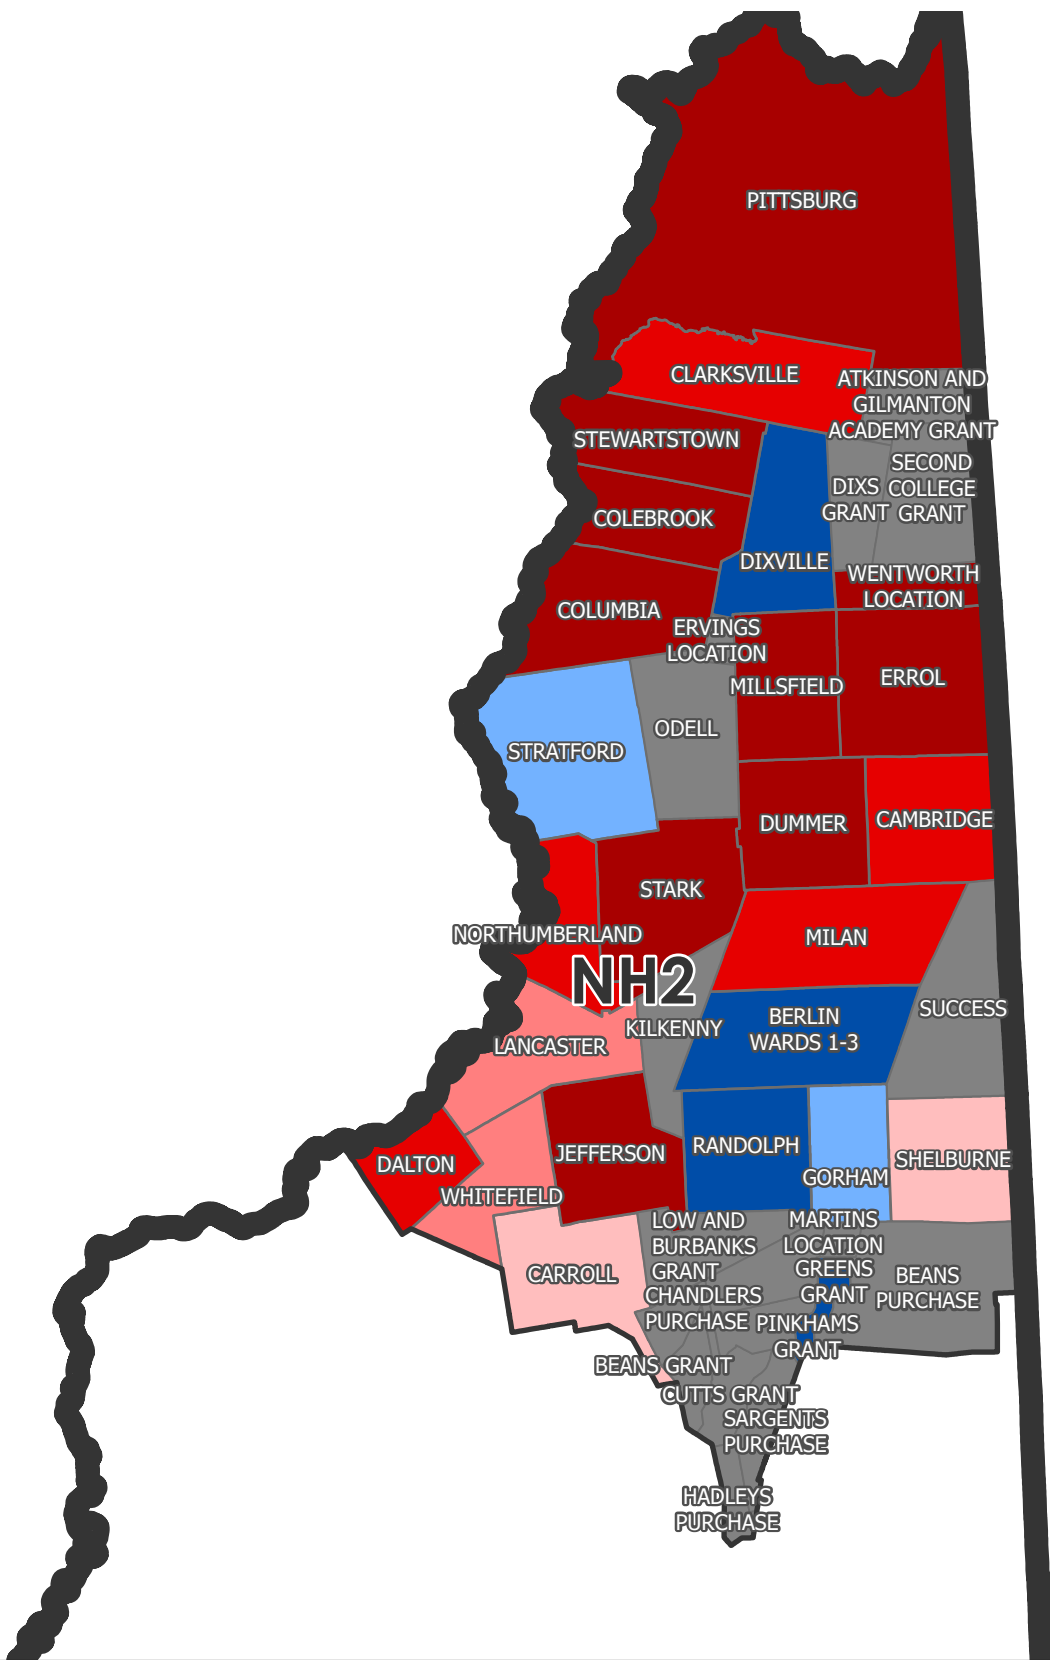 PITTSBURG
CLARKSVILLE
ATKINSON AND
GILMANTON
ACADEMY GRANT
STEWARTSTOWN
SECOND
COLLEGE
GRANT
DIXS
GRANT
COLEBROOK
DIXVILLE
WENTWORTH
LOCATION
COLUMBIA
ERVINGS
LOCATION
MILLSFIELD
ERROL
ODELL
STRATFORD
DUMMER
CAMBRIDGE
STARK
NORTHUMBERLAND
MILAN
NH2
SUCCESS
BERLIN
WARDS 1-3
KILKENNY
LANCASTER
RANDOLPH
JEFFERSON
SHELBURNE
DALTON
GORHAM
WHITEFIELD
LOW AND
BURBANKS
GRANT
MARTINS
LOCATION
GREENS
GRANT
CARROLL
BEANS
PURCHASE
CHANDLERS
PURCHASE
PINKHAMS
GRANT
BEANS GRANT
CUTTS GRANT
SARGENTS
PURCHASE
HADLEYS
PURCHASE